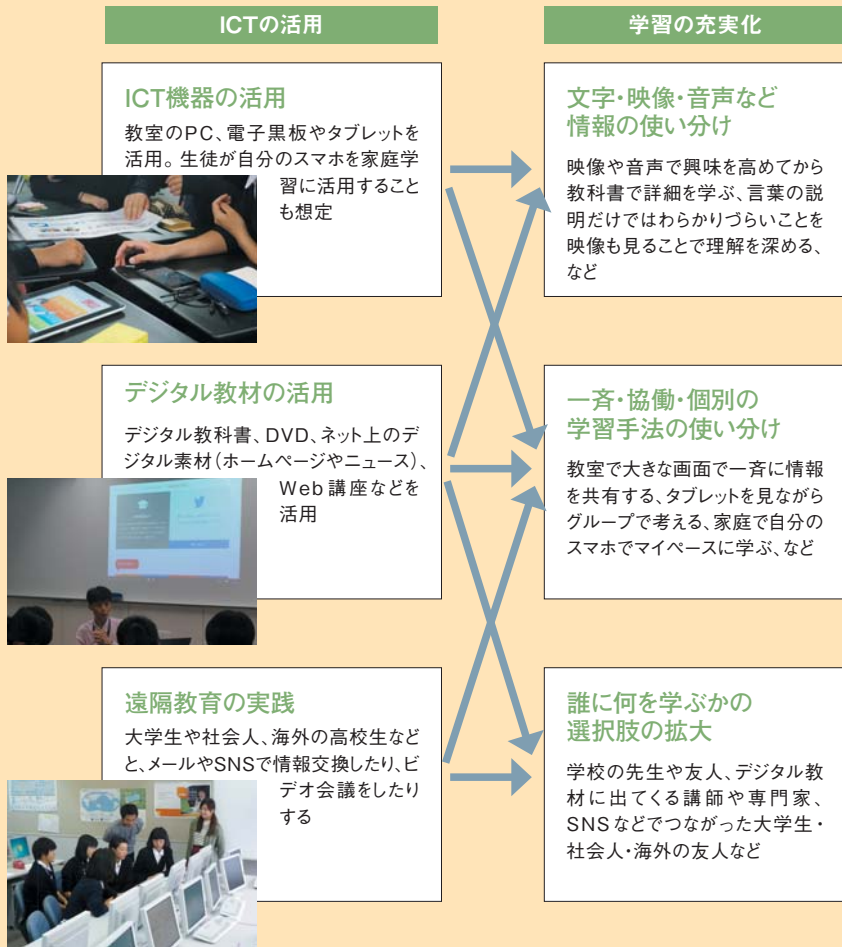 ICTの活用
ICT機器の活用
教室のPC、電子黒板やタブレットを
活用。生徒が自分のスマホを家庭学
習に活用すること
も想定
デジタル教材の活用
デジタル教科書、DVD、ネット上のデ
ジタル素材(ホームページやニュース)、
Web講座などを
活用
遠隔教育の実践
大学生や社会人、海外の高校生など
と、メールやSNSで情報交換したり、ビ
デオ会議をしたり
する
学習の充実化
文字・映像・音声など
情報の使い分け
映像や音声で興味を高めてから
教科書で詳細を学ぶ、言葉の説
明だけではわらかりづらいことを
映像も見ることで理解を深める、
など
一斉・協働・個別の
学習手法の使い分け
教室で大きな画面で一斉に情報
を共有する、タブレットを見ながら
グループで考える、家庭で自分の
スマホでマイペースに学ぶ、など
誰に何を学ぶかの
選択肢の拡大
学校の先生や友人、デジタル教
材に出てくる講師や専門家、
SNSなどでつながった大学生・
社会人・海外の友人など